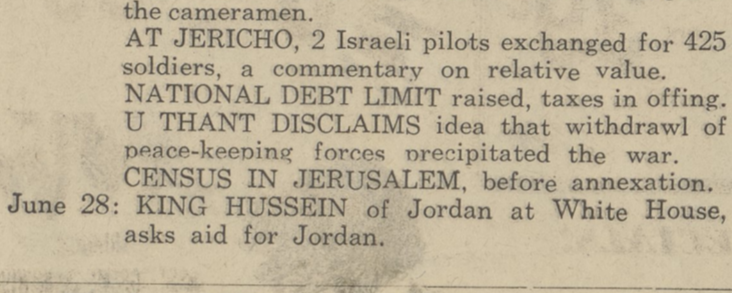 the cameramen.
AT JERICHO, 2 Israeli pilots exchanged for 425
soldiers, a commentary on relative value.
NATIONAL DEBT LIMIT raised, taxes in offing.
U THANT DISCLAIMS idea that withdrawl of
peace-keeping forces precipitated the war.
CENSUS IN JERUSALEM, before annexation.
June 28: KING HUSSEIN of Jordan at White House,
asks aid for Jordan.